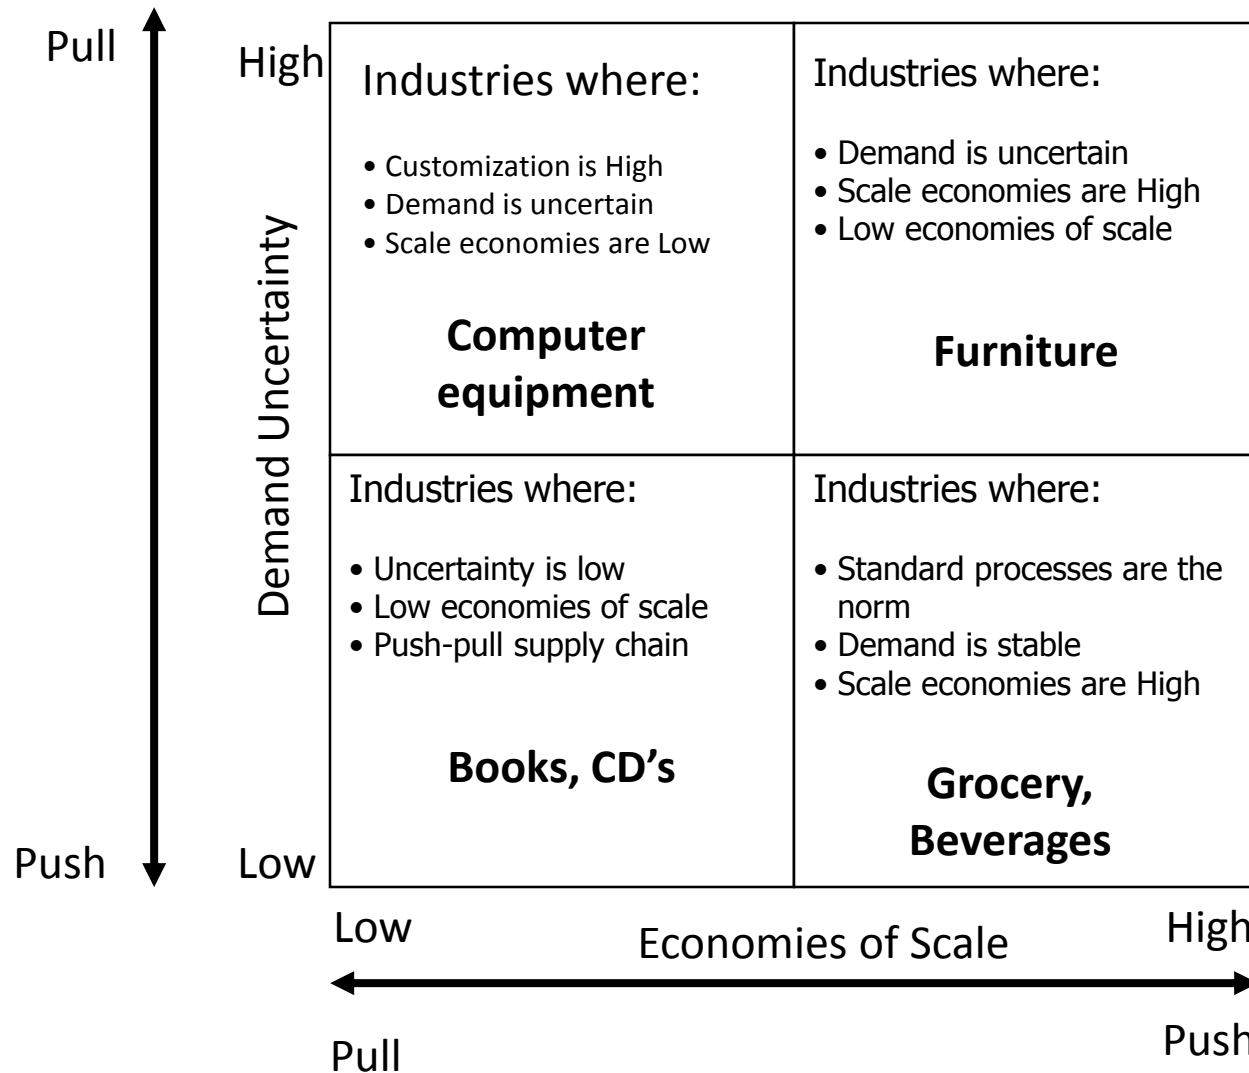 Pull
High
Industries where:
• Customization is High
• Demand is uncertain
• Scale economies are Low
Computer
equipment
Industries where:
• Demand is uncertain
• Scale economies are High
• Low economies of scale
Furniture
Demand Uncertainty
Industries where:
• Uncertainty is low
• Low economies of scale
• Push-pull supply chain
Books, CD’s
Industries where:
• Standard processes are the
norm
• Demand is stable
• Scale economies are High
Grocery,
Beverages
Push
Low
Low
Economies of Scale
High
Pull
Push